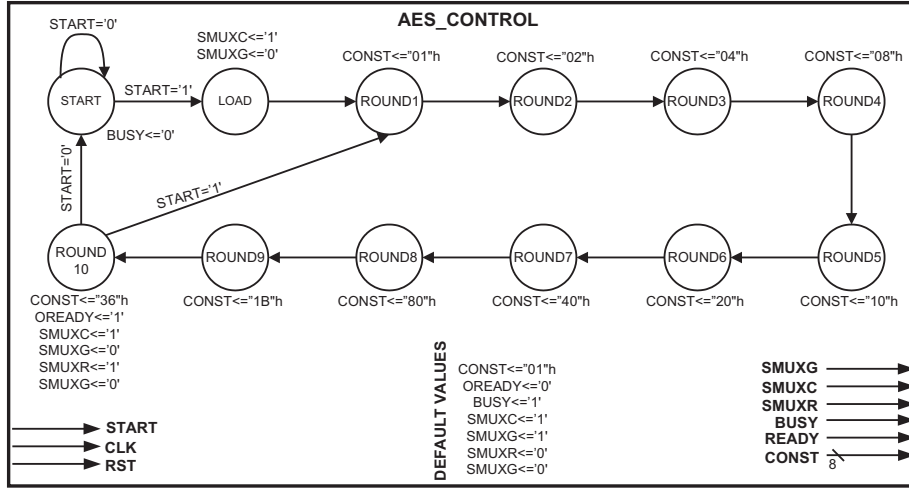 AES_CONTROL
START='0'
SMUXC<='1'
SMUXG<='0'
CONST<="01"h
CONST<="02"h
CONST<="04"h
CONST<="08"h
START
START='1'
LOAD
ROUND1
ROUND2
ROUND3
ROUND4
BUSY<='0'
START='0'
START='1'
ROUND
10
ROUND9
ROUND8
ROUND7
ROUND6
ROUND5
CONST<="36"h
OREADY<='1'
SMUXC<='1'
SMUXG<='0'
SMUXR<='1'
SMUXG<='0'
CONST<="1B"h
CONST<="80"h
CONST<="40"h
CONST<="20"h
CONST<="10"h
DEFAULT VALUES
CONST<="01"h
OREADY<='0'
BUSY<='1'
SMUXC<='1'
SMUXG<='1'
SMUXR<='0'
SMUXG<='0'
START
CLK
RST
SMUXG
SMUXC
SMUXR
BUSY
READY
CONST
8